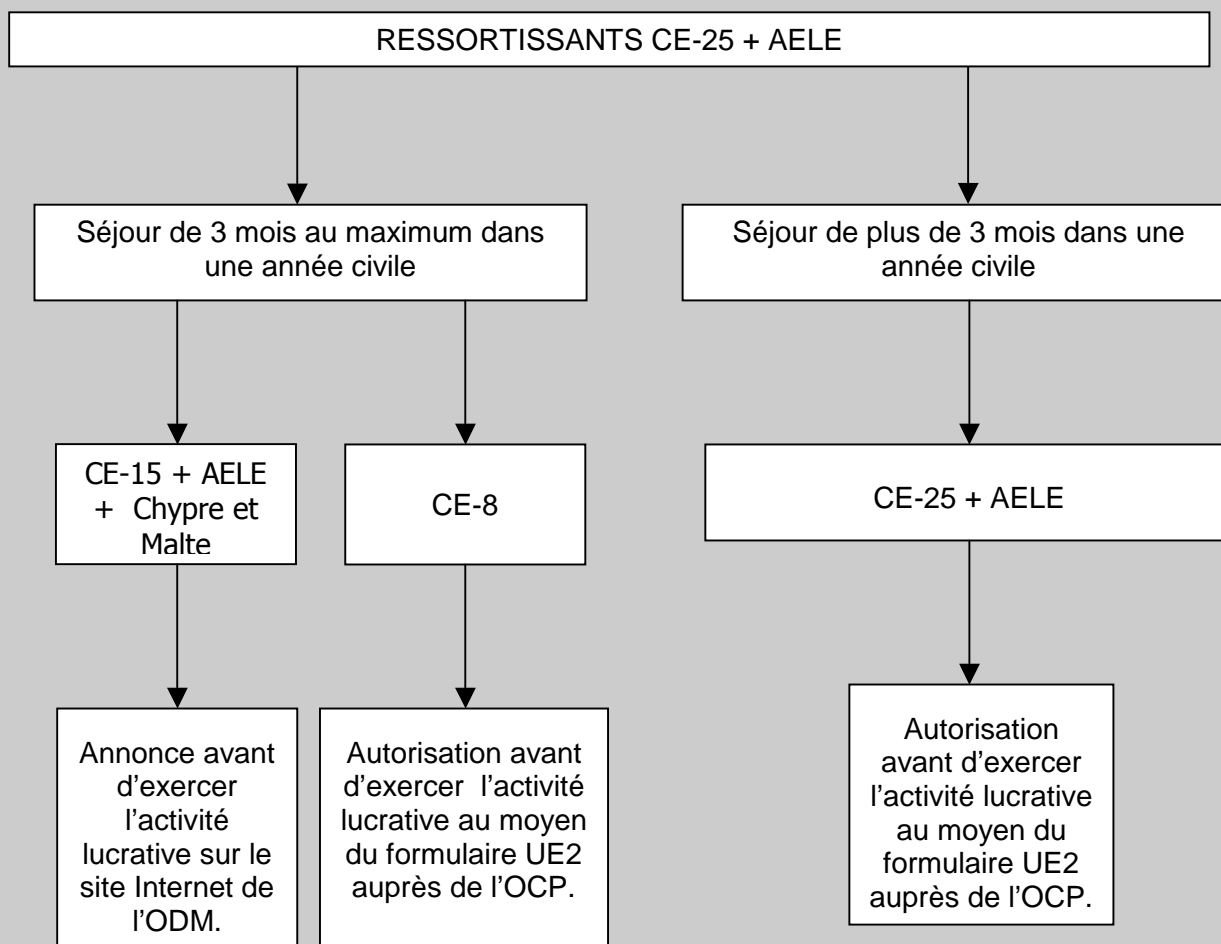 RESSORTISSANTS CE-25 + AELE
Séjour de 3 mois au maximum dans
une année civile
Séjour de plus de 3 mois dans une
année civile
CE-15 + AELE
+ Chypre et
Malte
CE-8
CE-25 + AELE
Annonce avant
d'exercer
l'activité
lucrative sur le
site Internet de
l'ODM.
Autorisation avant
d'exercer l'activité
lucrative au moyen
du formulaire UE2
auprès de l'OCP.
Autorisation
avant d'exercer
l'activité lucrative
au moyen du
formulaire UE2
auprès de l'OCP.